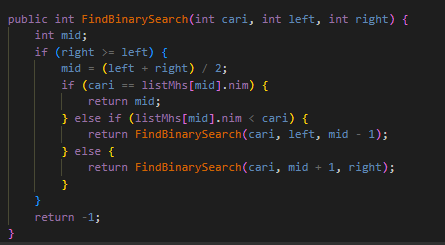 public int FindBinarySearch(int cari, int left, int right) {
    int mid;
    if (right >= left) {
        mid = (left + right) / 2;
        if (cari == listMhs[mid].nim) {
            return mid;
        } else if (listMhs[mid].nim < cari) {
            return FindBinarySearch(cari, left, mid - 1);
        } else {
            return FindBinarySearch(cari, mid + 1, right);
        }
    }
    return -1;
}